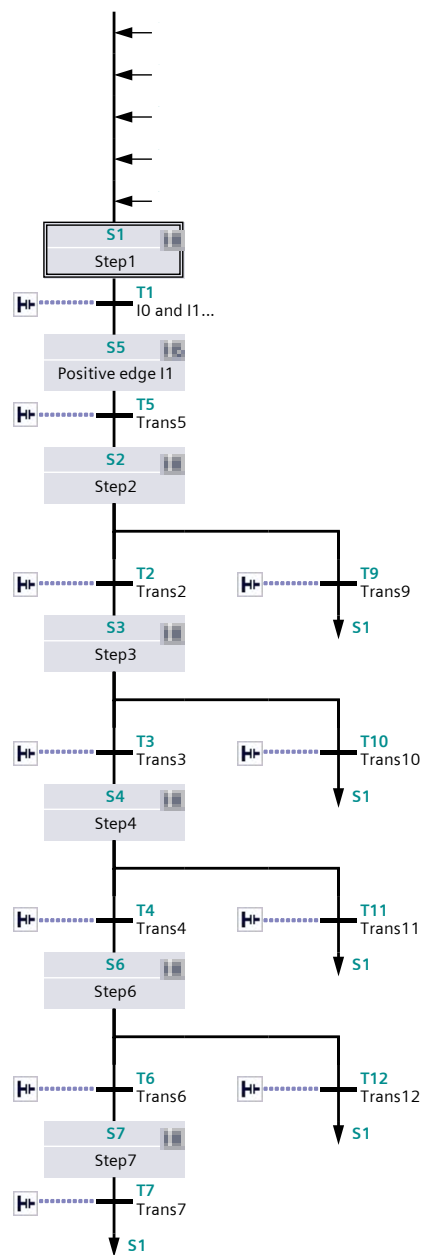 S1
Step1
T1
I0 and I1...
S5
Positive edge I1
T5
Trans5
S2
Step2
T2
Trans2
T9
Trans9
S1
S3
Step3
T3
Trans3
T10
Trans10
S1
S4
Step4
T4
Trans4
T11
Trans11
S1
S6
Step6
T6
Trans6
T12
Trans12
S1
S7
Step7
T7
Trans7
S1